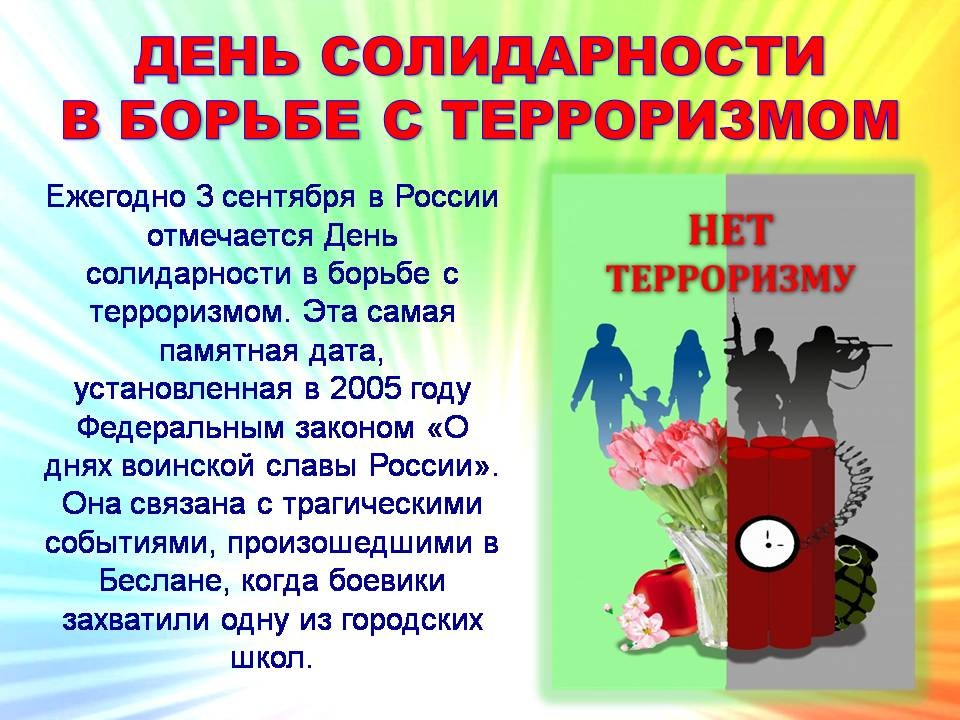 ДЕНЬ СОЛИДАРНОСТИ
В БОРЬБЕ С ТЕРРОРИЗМОМ
Ежегодно 3 сентября в России
отмечается День
солидарности в борьбе с
терроризмом. Эта самая
памятная дата,
установленная в 2005 году
Федеральным законом «О
днях воинской славы России».
Она связана с трагическими
событиями, произошедшими в
Беслане, когда боевики
захватили одну из городских
школ.
НЕТ
ТЕРРОРИЗМУ